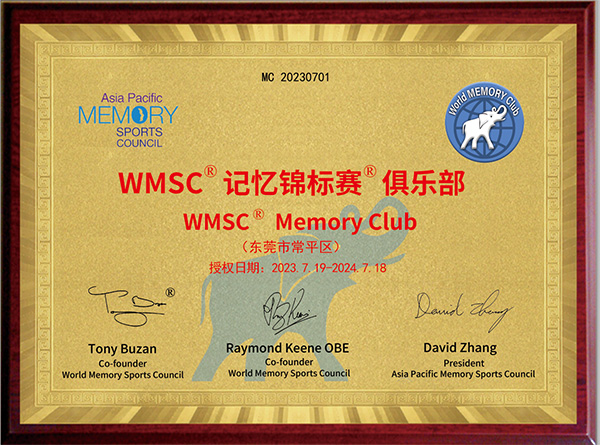 MC 20230701
Asia Pacific
MEMORY
SPORTS
COUNCIL
World MEMORY Club
WMSC® 记忆锦标赛® 俱乐部
WMSC® Memory Club
（东莞市常平区）
授权日期：2023.7.19-2024.7.18
®
Tony Buzan
Co-founder
World Memory Sports Council
Raymond Keene OBE
Co-founder
World Memory Sports Council
David Zhang
David Zhang
President
Asia Pacific Memory Sports Council